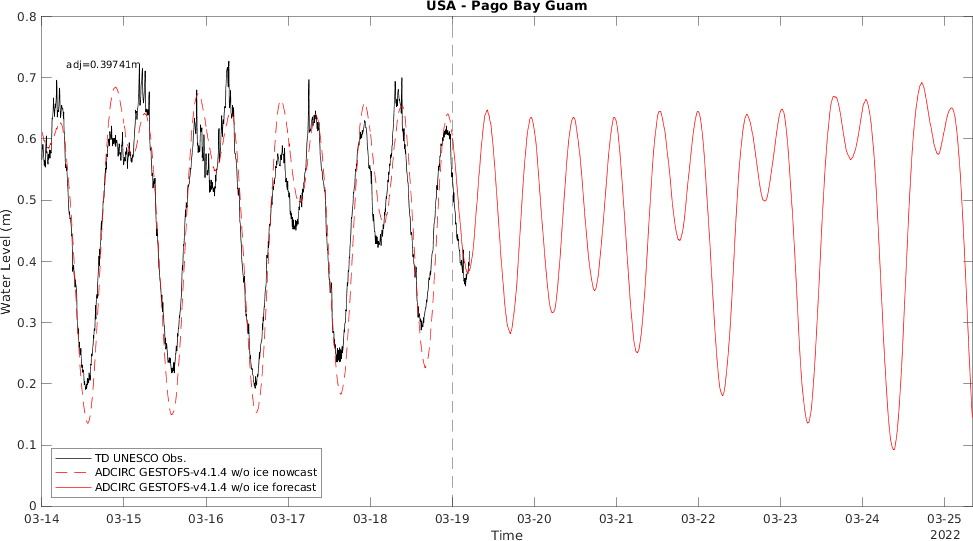 USA - Pago Bay Guam
adj=0.39741m
Water Level (m)
0.8
0.7
0.6
0.5
0.4
0.3
0.2
0.1
0
TD UNESCO Obs.
ADCIRC GESTOFS-v4.1.4 w/o ice nowcast
ADCIRC GESTOFS-v4.1.4 w/o ice forecast
03-14 03-15 03-16 03-17 03-18 03-19 03-20 03-21 03-22 03-23 03-24 03-25
2022
Time